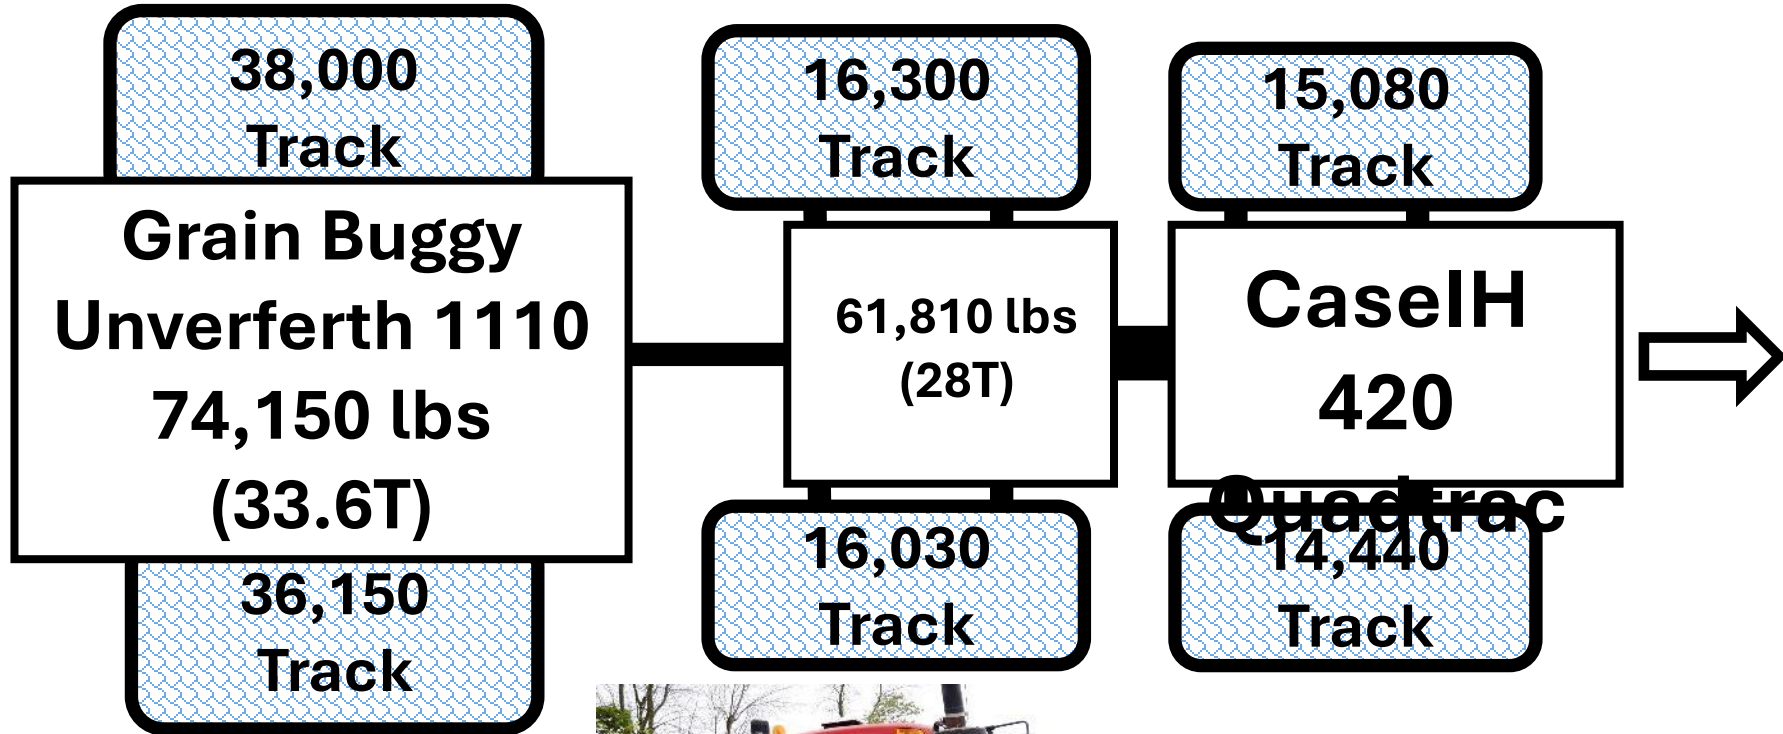 38,000
Track
Grain Buggy
Unverferth 1110
74,150 lbs
(33.6T)
36,150
Track
16,300
Track
61,810 lbs
(28T)
16,030
Track
15,080
Track
CaseIH
420
Quadtrac
14,440
Track